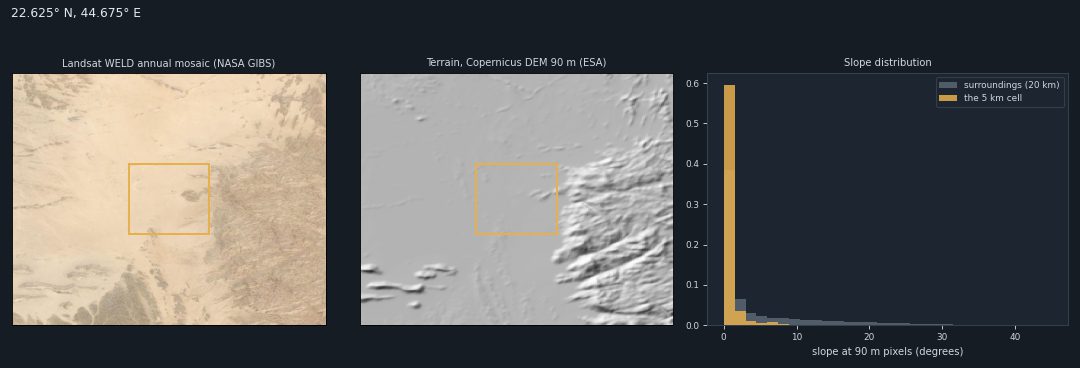 22.625° N, 44.675° E
Landsat WELD annual mosaic (NASA GIBS)
Terrain, Copernicus DEM 90 m (ESA)
Slope distribution
surroundings (20 km)
the 5 km cell
0.6
0.5
0.4
0.3
0.2
0.1
0.0
0 10 20 30 40
slope at 90 m pixels (degrees)